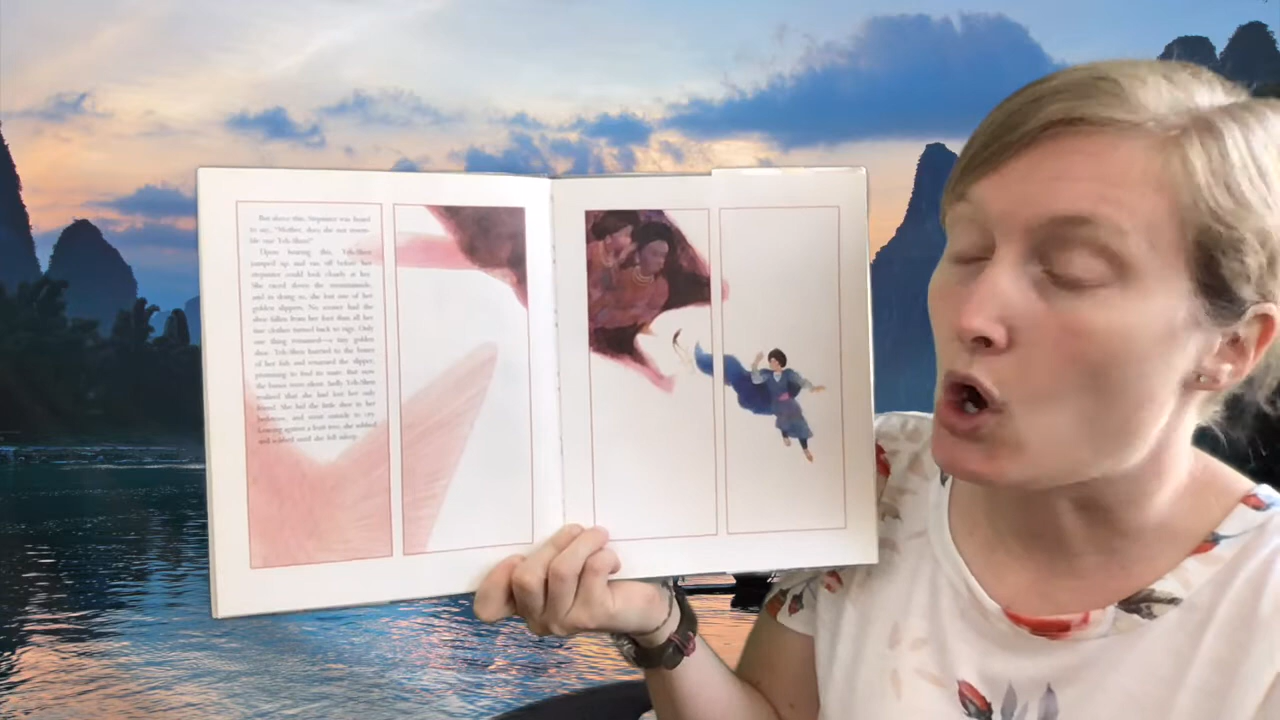 But above this, Stepsister was heard
to say, "Mother, does she not resem-
ble our Yeh-Shen?"
Upon hearing this, Yeh-Shen
jumped up and ran off before her
stepsister could look closely at her.
She raced down the mountainside,
and in doing so, she lost one of her
golden slippers. No sooner had the
shoe fallen from her foot than all her
fine clothes turned back to rags. Only
one thing remained—a tiny golden
shoe. Yeh-Shen hurried to the bones
of her fish and returned the slipper,
promising to find its mate. But now
the bones were silent. Sadly Yeh-Shen
realized that she had lost her only
friend. She hid the little shoe in her
bedstraw, and went outside to cry.
Leaning against a fruit tree, she sobbed
and sobbed until she fell asleep.